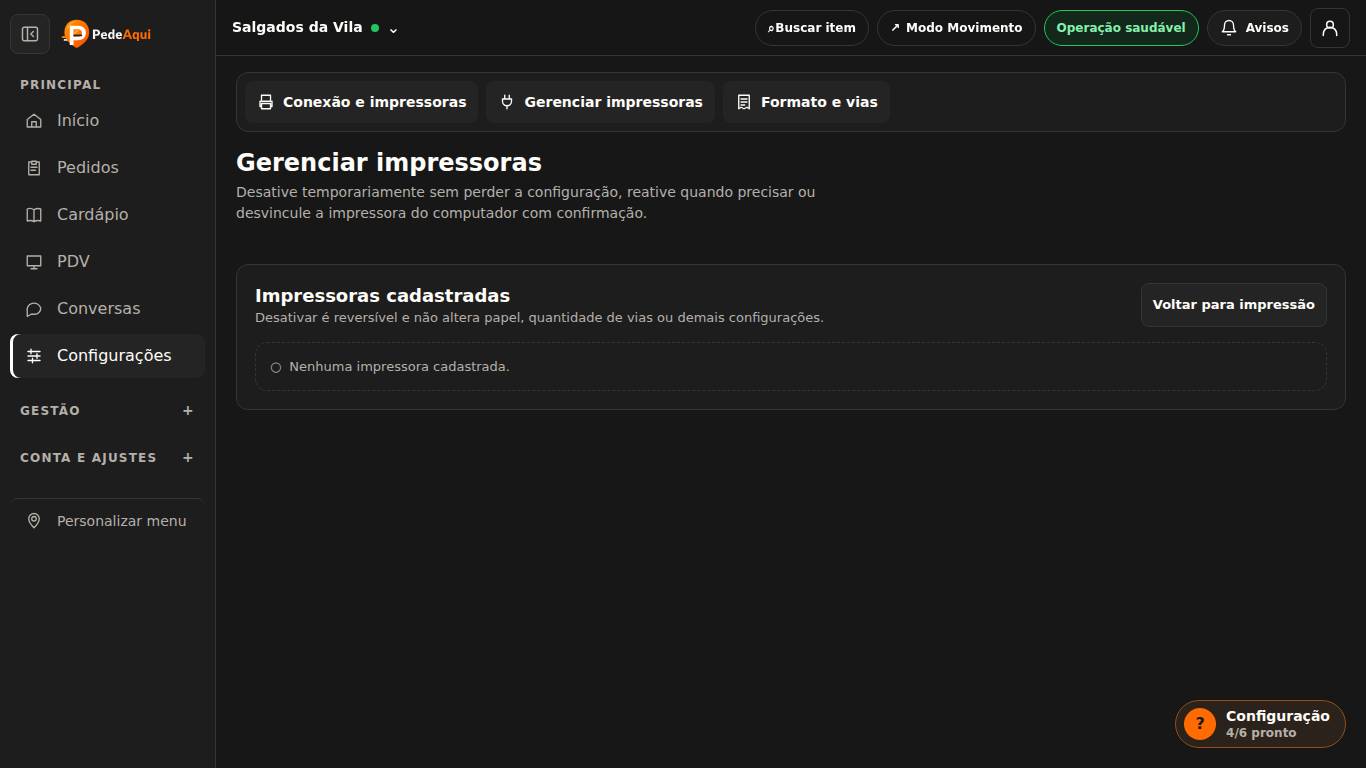 PedeAqui
PRINCIPAL
Início
Pedidos
Cardápio
PDV
Conversas
Configurações
GESTÃO +
CONTA E AJUSTES +
Personalizar menu
Salgados da Vila
Buscar item
↗ Modo Movimento
Operação saudável
Avisos
Conexão e impressoras
Gerenciar impressoras
Formato e vias
Gerenciar impressoras
Desative temporariamente sem perder a configuração, reative quando precisar ou
desvincule a impressora do computador com confirmação.
Impressoras cadastradas
Desativar é reversível e não altera papel, quantidade de vias ou demais configurações.
Voltar para impressão
Nenhuma impressora cadastrada.
?
Configuração
4/6 pronto